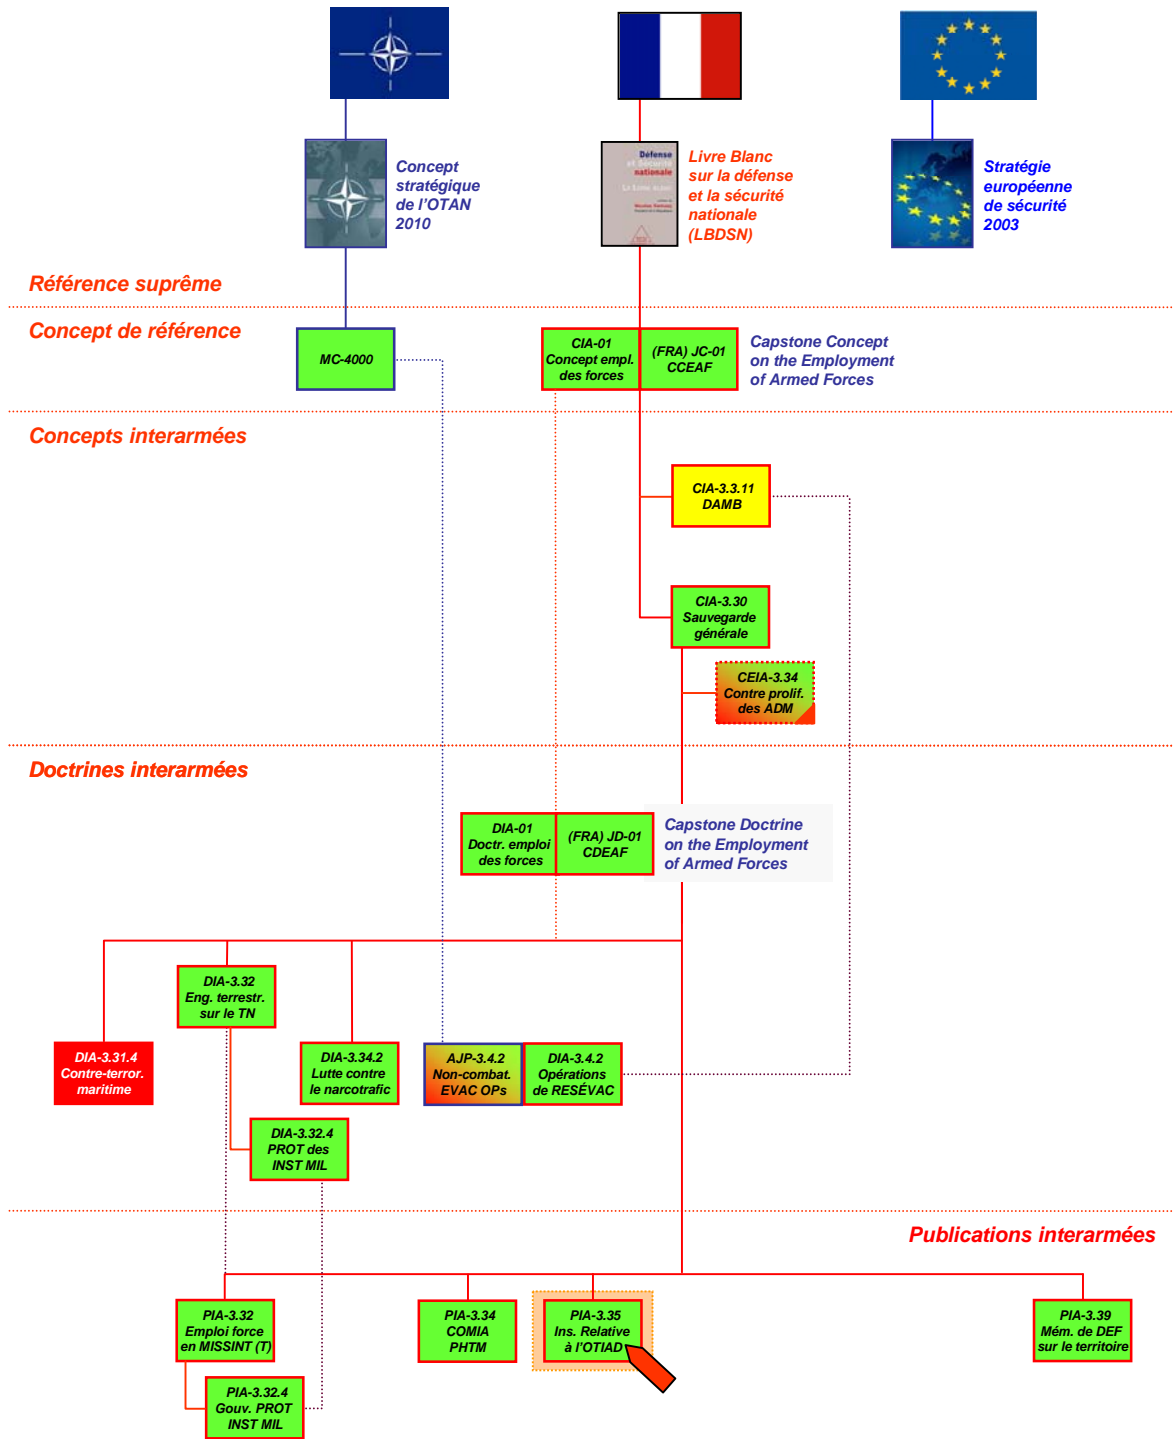 Concept
stratégique
de l'OTAN
2010
Défense
et Sécurité
nationale
Livre Blanc
sur la défense
et la sécurité
nationale
(LBDSN)
Stratégie
européenne
de sécurité
2003
Référence suprême
Concept de référence
MC-4000
CIA-01
Concept empl.
des forces
(FRA) JC-01
CCEAF
Capstone Concept
on the Employment
of Armed Forces
Concepts interarmées
CIA-3.3.11
DAMB
CIA-3.30
Sauvegarde
générale
CEIA-3.34
Contre prolif.
des ADM
Doctrines interarmées
DIA-01
Doctr. emploi
des forces
(FRA) JD-01
CDEAF
Capstone Doctrine
on the Employment
of Armed Forces
DIA-3.32
Eng. terrestr.
sur le TN
DIA-3.31.4
Contre-terror.
maritime
DIA-3.34.2
Lutte contre
le narcotrafic
AJP-3.4.2
Non-combat.
EVAC OPs
DIA-3.4.2
Opérations
de RESÉVAC
DIA-3.32.4
PROT des
INST MIL
Publications interarmées
PIA-3.32
Emploi force
en MISSINT (T)
PIA-3.34
COMIA
PHTM
PIA-3.35
Ins. Relative
à l'OTIAD
PIA-3.39
Mém. de DEF
sur le territoire
PIA-3.32.4
Gouv. PROT
INST MIL